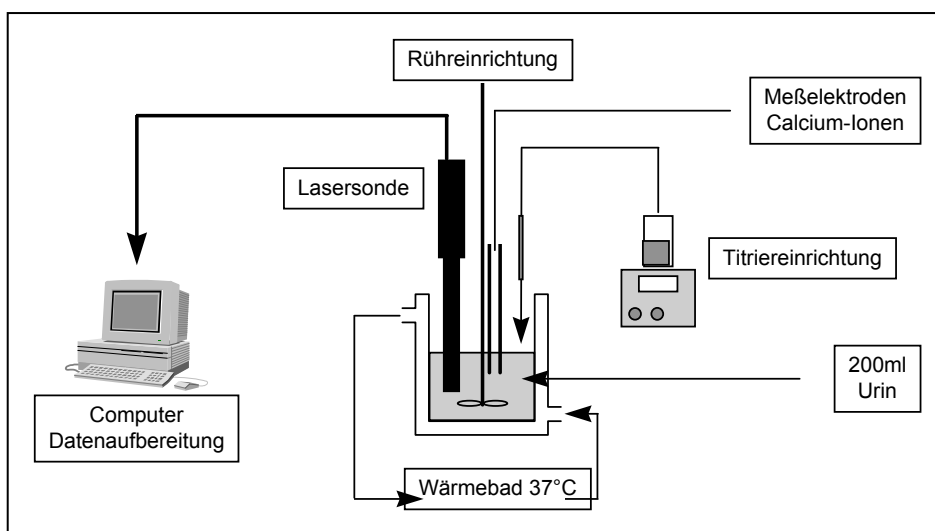 Rühreinrichtung
Meßelektroden
Calcium-Ionen
Lasersonde
Titriereinrichtung
200ml
Urin
Computer
Datenaufbereitung
Wärmebad 37°C